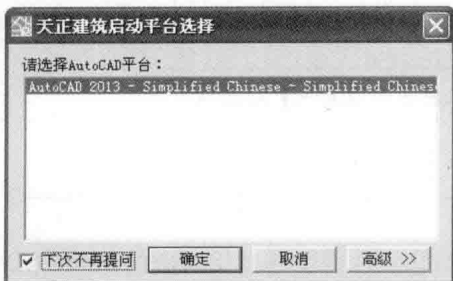 天正建筑启动平台选择
请选择AutoCAD平台：
AutoCAD 2013 - Simplified Chinese - Simplified Chines
下次不再提问 确定 取消 高级 >>